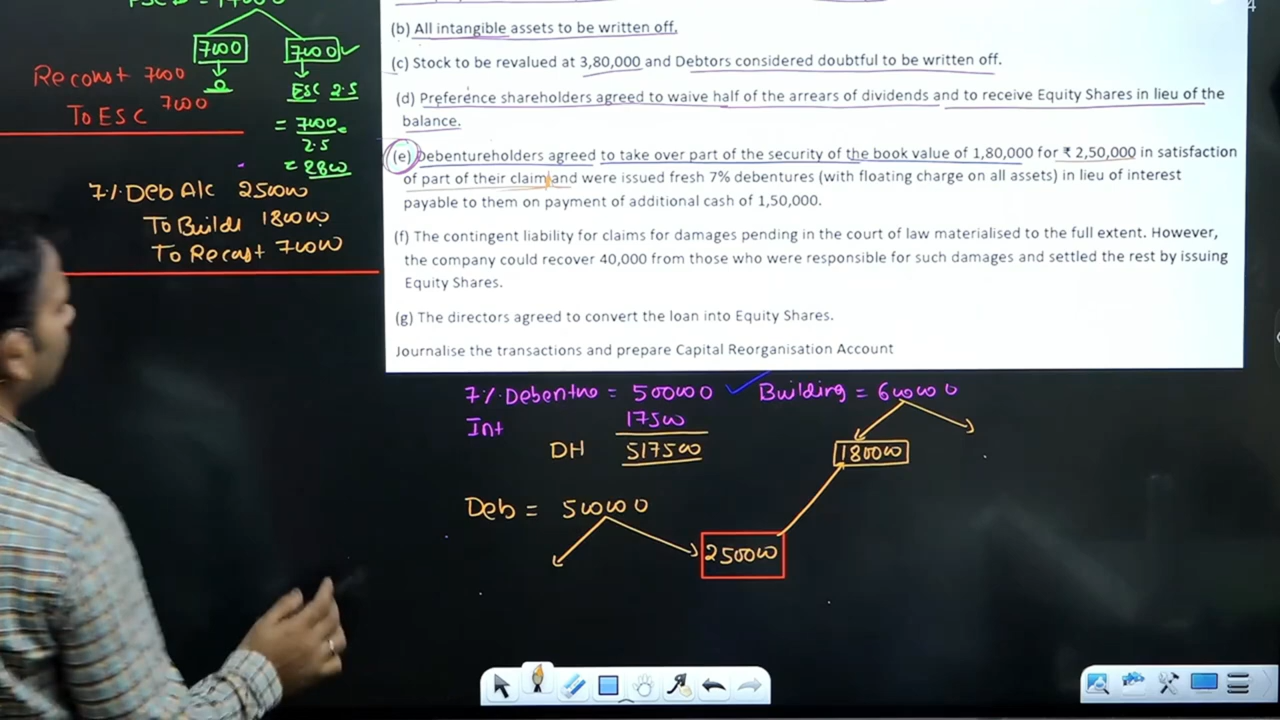 7000 7000
Reconst 7000
To ESC 7000
ESC 2.5
= 7000
2.5
= 2800
7% Deb A/c 250000
To Builds 180000
To Recost 70000
(b) All intangible assets to be written off.
(c) Stock to be revalued at 3,80,000 and Debtors considered doubtful to be written off.
(d) Preference shareholders agreed to waive half of the arrears of dividends and to receive Equity Shares in lieu of the
balance.
(e) Debentureholders agreed to take over part of the security of the book value of 1,80,000 for ₹ 2,50,000 in satisfaction
of part of their claim and were issued fresh 7% debentures (with floating charge on all assets) in lieu of interest
payable to them on payment of additional cash of 1,50,000.
(f) The contingent liability for claims for damages pending in the court of law materialised to the full extent. However,
the company could recover 40,000 from those who were responsible for such damages and settled the rest by issuing
Equity Shares.
(g) The directors agreed to convert the loan into Equity Shares.
Journalise the transactions and prepare Capital Reorganisation Account
7% Debentue = 500000 Building = 600000
Int 17500
DH 517500
180000
Deb = 500000
250000